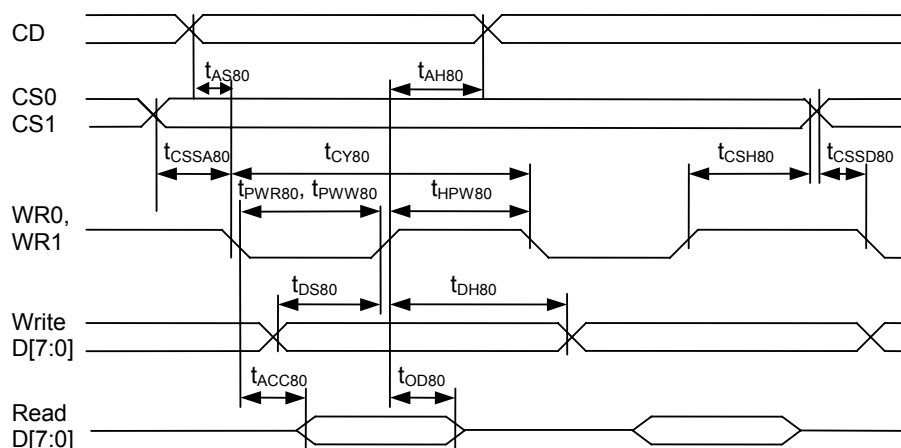 CD
tAS80
tAH80
CS0
CS1
tCSSA80
tCY80
tCSH80
tCSSD80
tPWR80, tPWW80
tHPW80
WR0,
WR1
tDS80
tDH80
Write
D[7:0]
tACC80
tOD80
Read
D[7:0]